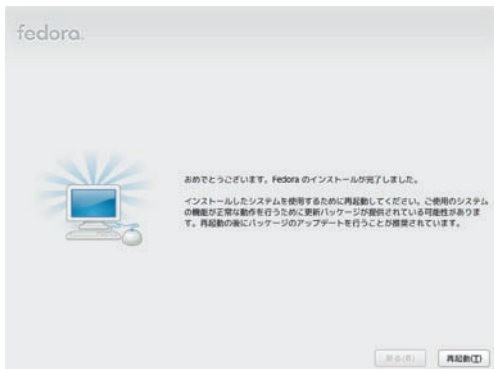 fedora.
おめでとうございます。Fedora のインストールが完了しました。
インストールしたシステムを使用するために再起動してください。ご使用のシステム
の機能が正常な動作を行うために更新パッケージが提供されている可能性がありま
す。再起動の後にパッケージのアップデートを行うことが推奨されています。
戻る(B)
再起動(T)